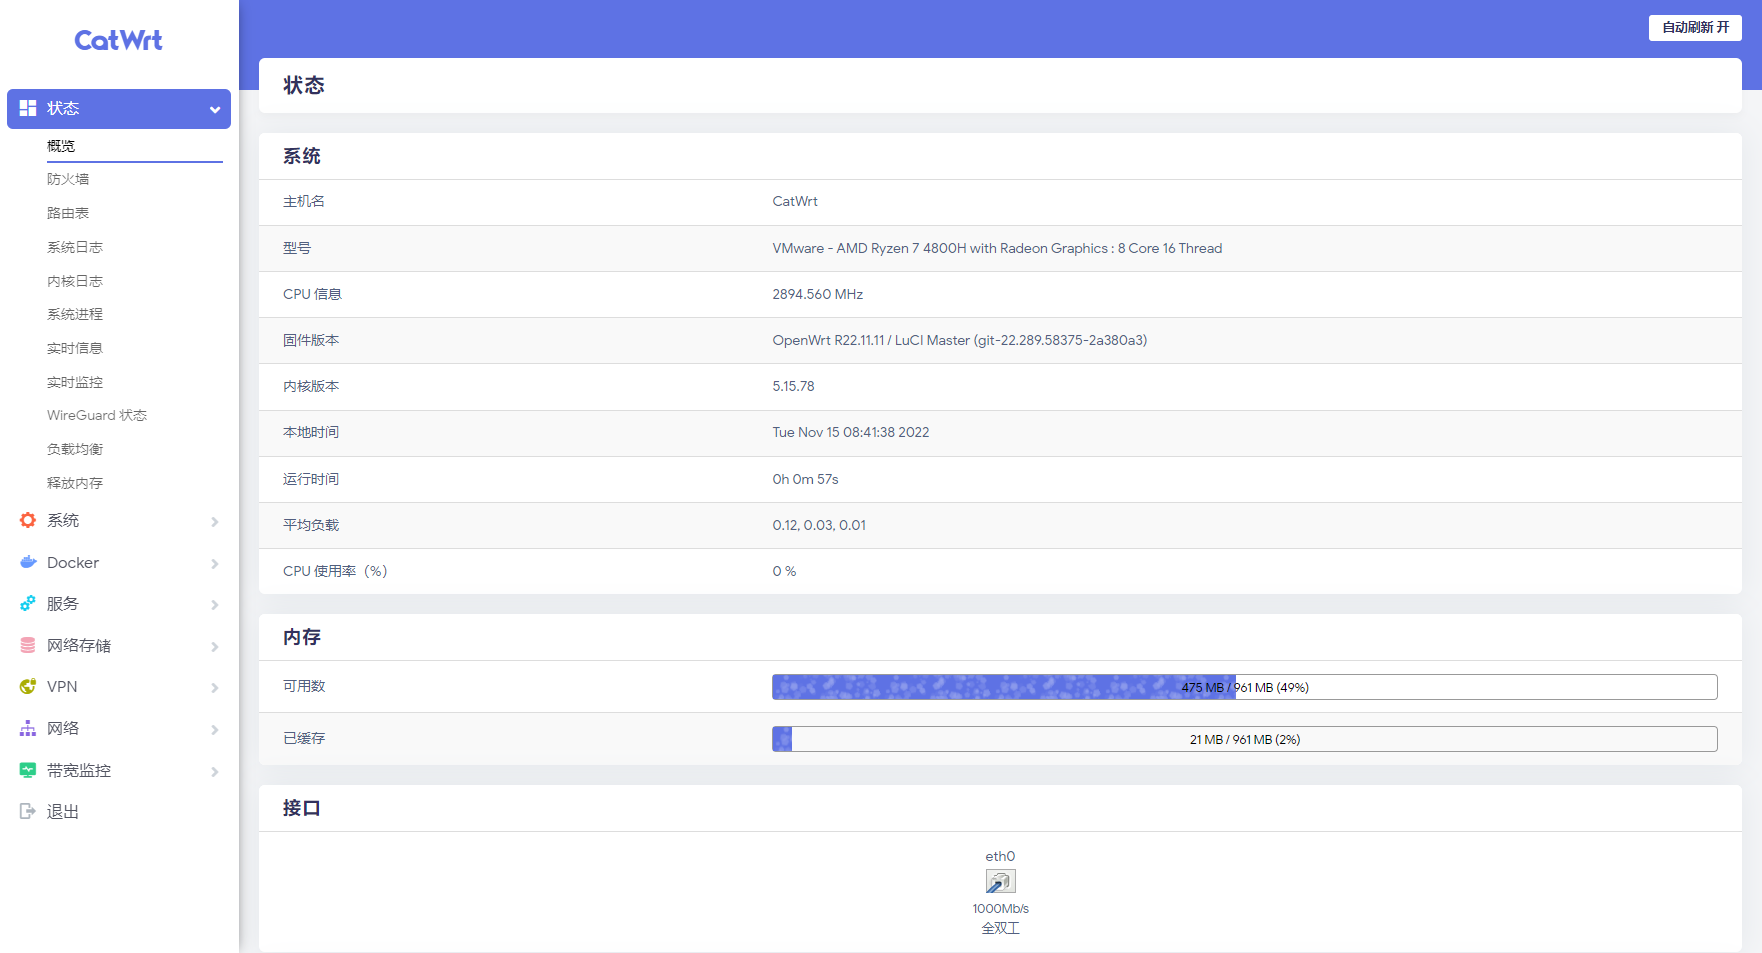 CatWrt
自动刷新 开
状态
概览
防火墙
路由表
系统日志
内核日志
系统进程
实时信息
实时监控
WireGuard 状态
负载均衡
释放内存
系统
Docker
服务
网络存储
VPN
网络
带宽监控
退出
状态
系统
主机名 CatWrt
型号 VMware - AMD Ryzen 7 4800H with Radeon Graphics : 8 Core 16 Thread
CPU 信息 2894.560 MHz
固件版本 OpenWrt R22.11.11 / LuCI Master (git-22.289.58375-2a380a3)
内核版本 5.15.78
本地时间 Tue Nov 15 08:41:38 2022
运行时间 0h 0m 57s
平均负载 0.12, 0.03, 0.01
CPU 使用率（%） 0 %
内存
可用数 475 MB / 961 MB (49%)
已缓存 21 MB / 961 MB (2%)
接口
eth0
1000Mb/s
全双工